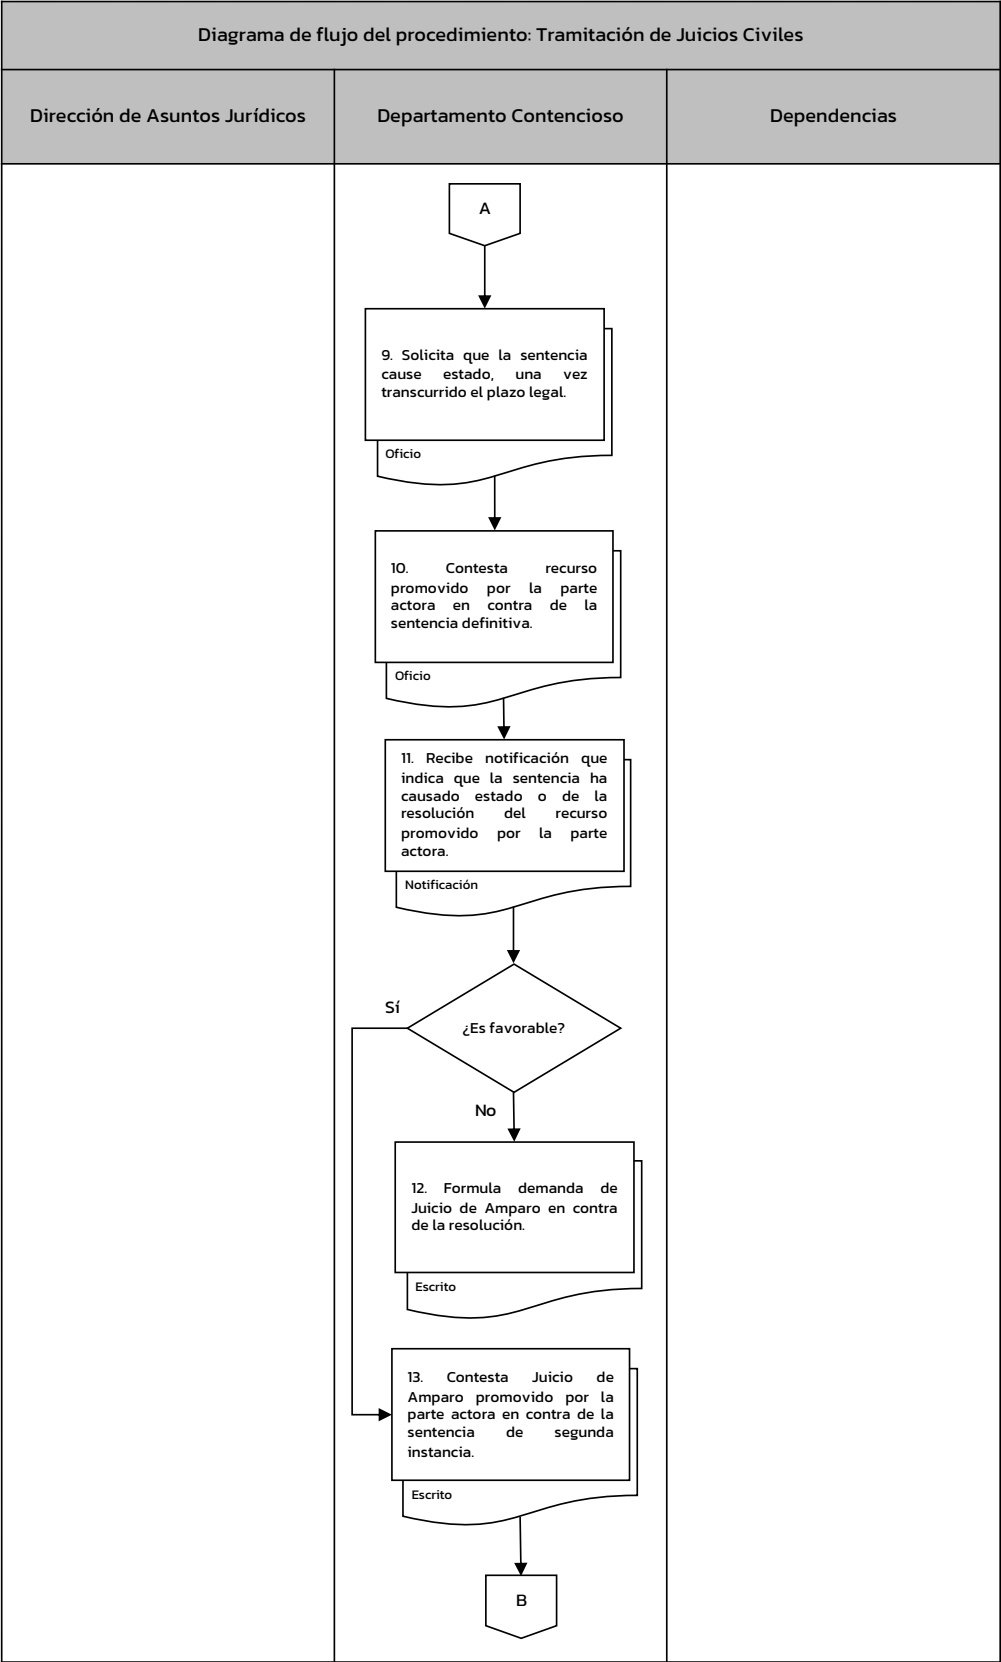 Diagrama de flujo del procedimiento: Tramitación de Juicios Civiles
Dirección de Asuntos Jurídicos
Departamento Contencioso
Dependencias
A
9. Solicita que la sentencia
cause estado, una vez
transcurrido el plazo legal.
Oficio
10. Contesta recurso
promovido por la parte
actora en contra de la
sentencia definitiva.
Oficio
11. Recibe notificación que
indica que la sentencia ha
causado estado o de la
resolución del recurso
promovido por la parte
actora.
Notificación
¿Es favorable?
Sí
No
12. Formula demanda de
Juicio de Amparo en contra
de la resolución.
Escrito
13. Contesta Juicio de
Amparo promovido por la
parte actora en contra de la
sentencia de segunda
instancia.
Escrito
B